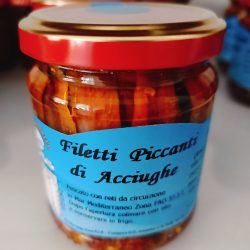 Filetti Piccanti
di Acciughe
Pescato con reti da circuizione
in Mar Mediterraneo Zona FAO
Dopo l'apertura colmare con olio
e conservare in frigo.